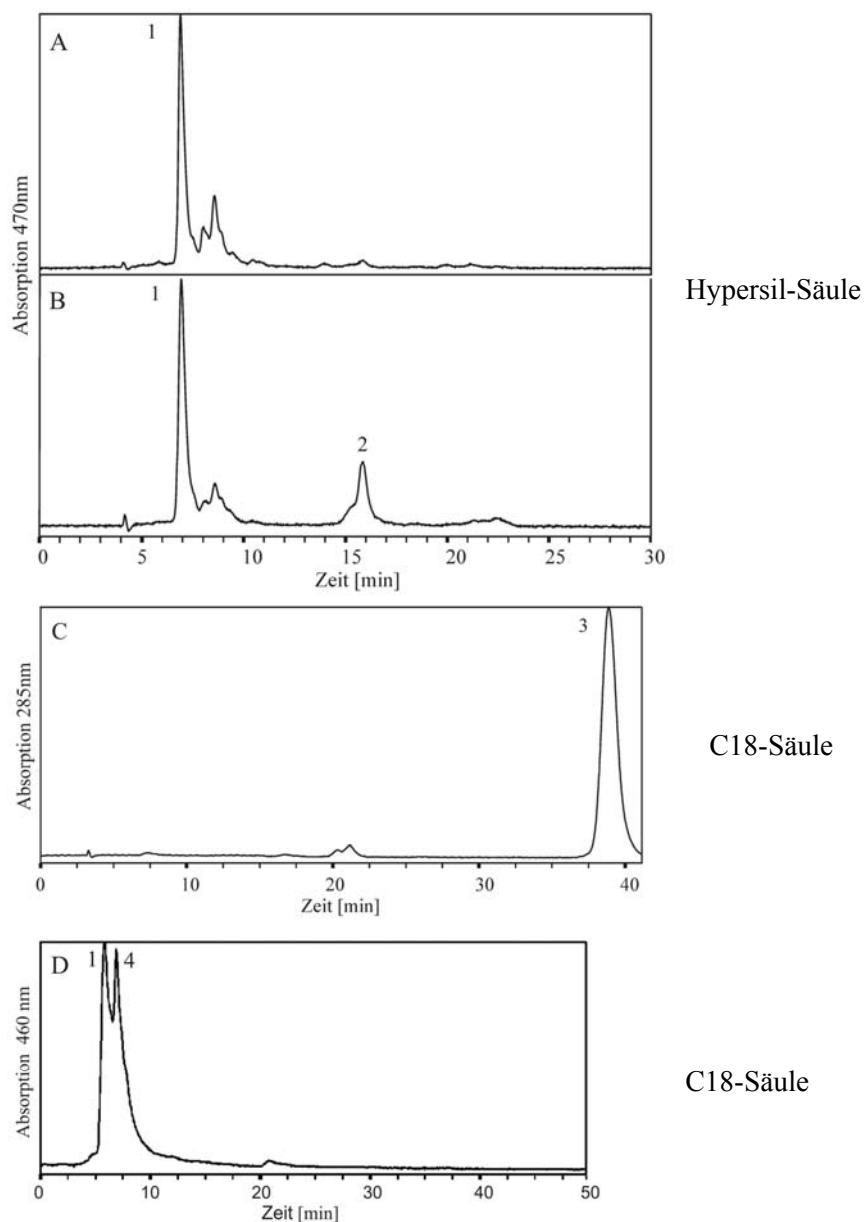 A
1
Absorption 470nm
Hypersil-Säule
B
1
2
0 5 10 15 20 25 30
Zeit [min]
C
3
Absorption 285nm
C18-Säule
0 10 20 30 40
Zeit [min]
D
1 4
Absorption 460 nm
C18-Säule
0 10 20 30 40 50
Zeit [min]